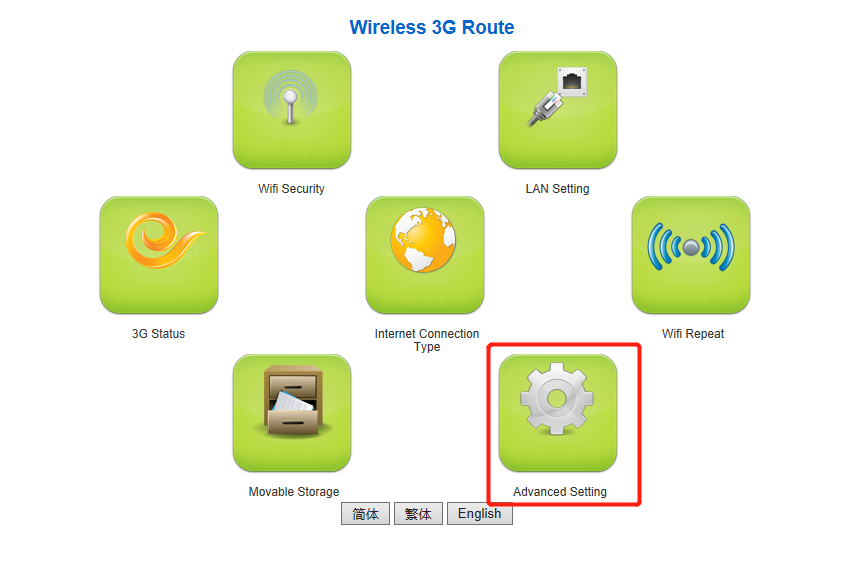 Wireless 3G Route
Wifi Security
LAN Setting
3G Status
Internet Connection
Type
Wifi Repeat
Movable Storage
Advanced Setting
简体 繁体 English